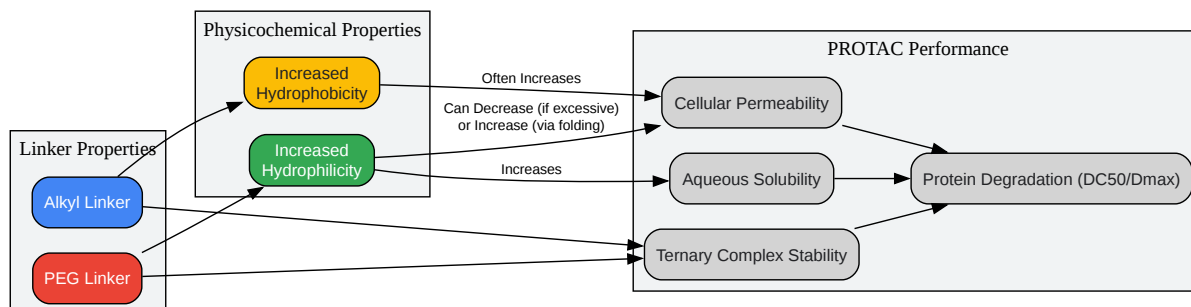 Linker Properties
Alkyl Linker
PEG Linker
Physicochemical Properties
Increased
Hydrophobicity
Increased
Hydrophilicity
Often Increases
Can Decrease (if excessive)
or Increase (via folding)
Increases
PROTAC Performance
Cellular Permeability
Aqueous Solubility
Ternary Complex Stability
Protein Degradation (DC50/Dmax)